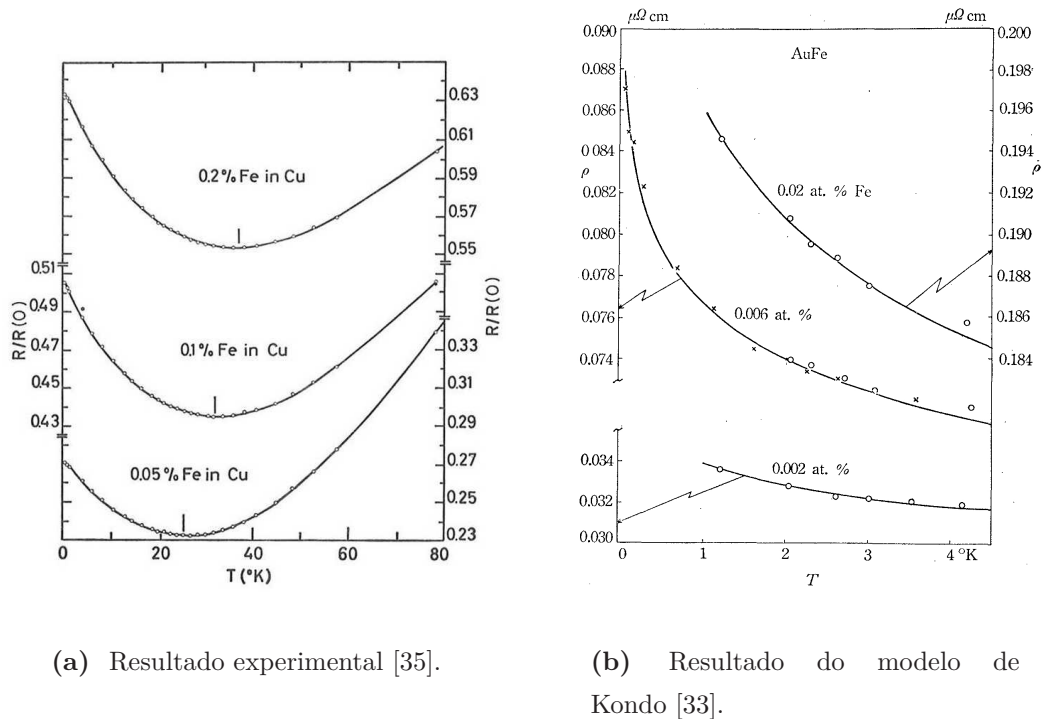 0.63
0.61
0.59
0.57
0.55
0.2% Fe in Cu
0.51
0.49
0.47
0.45
0.43
R/R(O)
0.1% Fe in Cu
R/R(O)
0.33
0.31
0.29
0.27
0.25
0.23
0.05% Fe in Cu
0 20 40 60 80
T (°K)
(a) Resultado experimental [35].
μΩ cm
μΩ cm
AuFe
0.090
0.088
0.086
0 084
ρ
0.082
0.080
0.078
0.076
0.074
0.034
0.032
0.030
0.200
0.198
0.196
0.194
ρ
0.192
0.190
0.188
0.186
0.184
0.02 at. % Fe
0.006 at. %
0.002 at. %
0 1 2 3 4 °K
T
(b) Resultado do modelo de
Kondo [33].